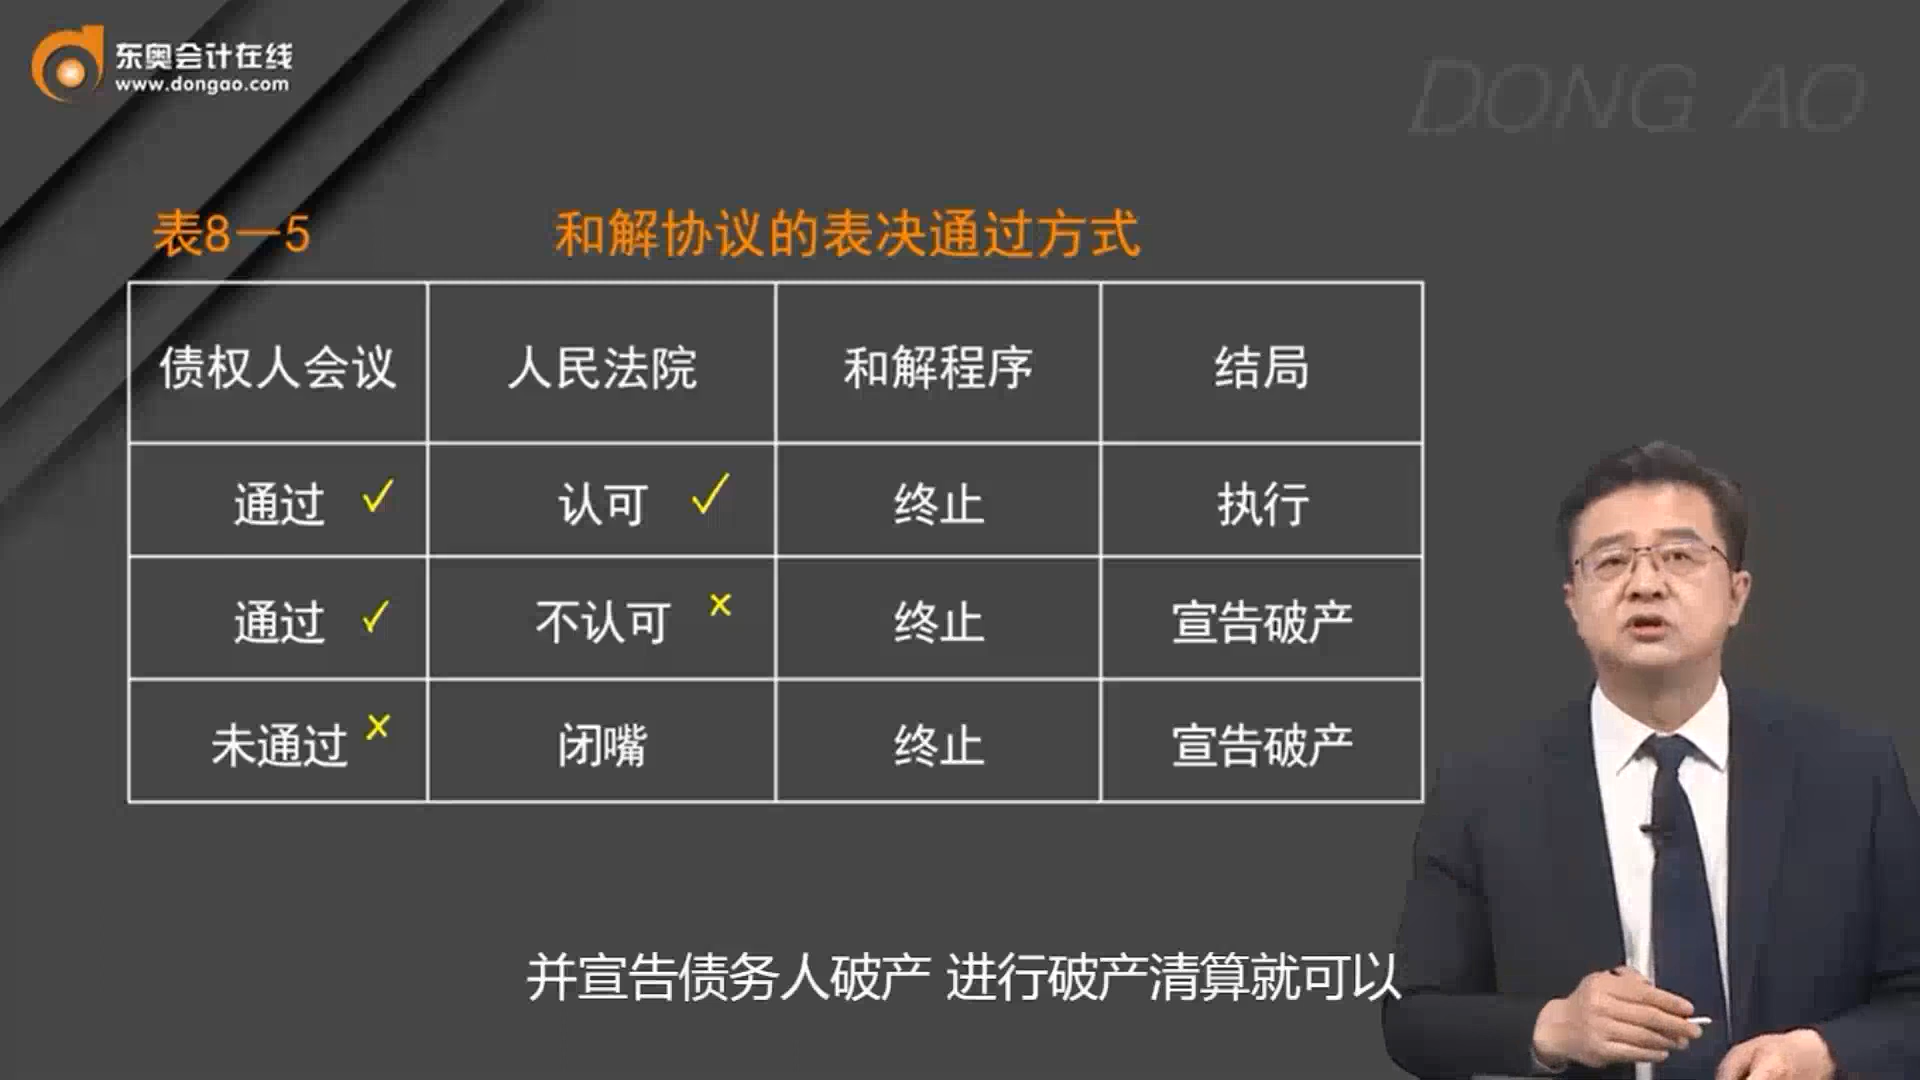 东奥会计在线
www.dongao.com
DONG AO
表8－5 和解协议的表决通过方式
债权人会议 人民法院 和解程序 结局
通过 ✓ 认可 ✓ 终止 执行
通过 ✓ 不认可 × 终止 宣告破产
未通过 × 闭嘴 终止 宣告破产
并宣告债务人破产 进行破产清算就可以